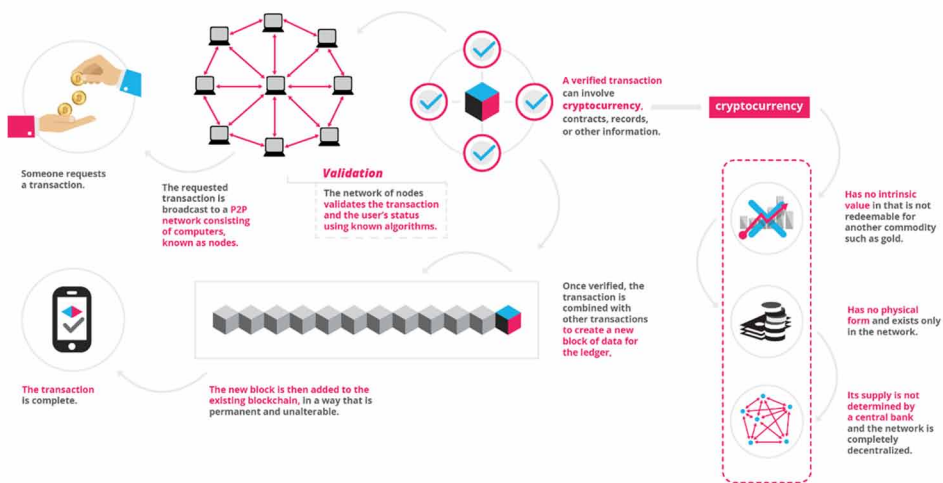 Someone requests
a transaction.
The requested
transaction is
broadcast to a P2P
network consisting
of computers,
known as nodes.
Validation
The network of nodes
validates the transaction
and the user's status
using known algorithms.
A verified transaction
can involve
cryptocurrency,
contracts, records,
or other information.
cryptocurrency
Has no intrinsic
value in that is not
redeemable for
another commodity
such as gold.
Has no physical
form and exists only
in the network.
Its supply is not
determined by
a central bank
and the network is
completely
decentralized.
Once verified, the
transaction is
combined with
other transactions
to create a new
block of data for
the ledger,
The new block is then added to the
existing blockchain, in a way that is
permanent and unalterable.
The transaction
is complete.